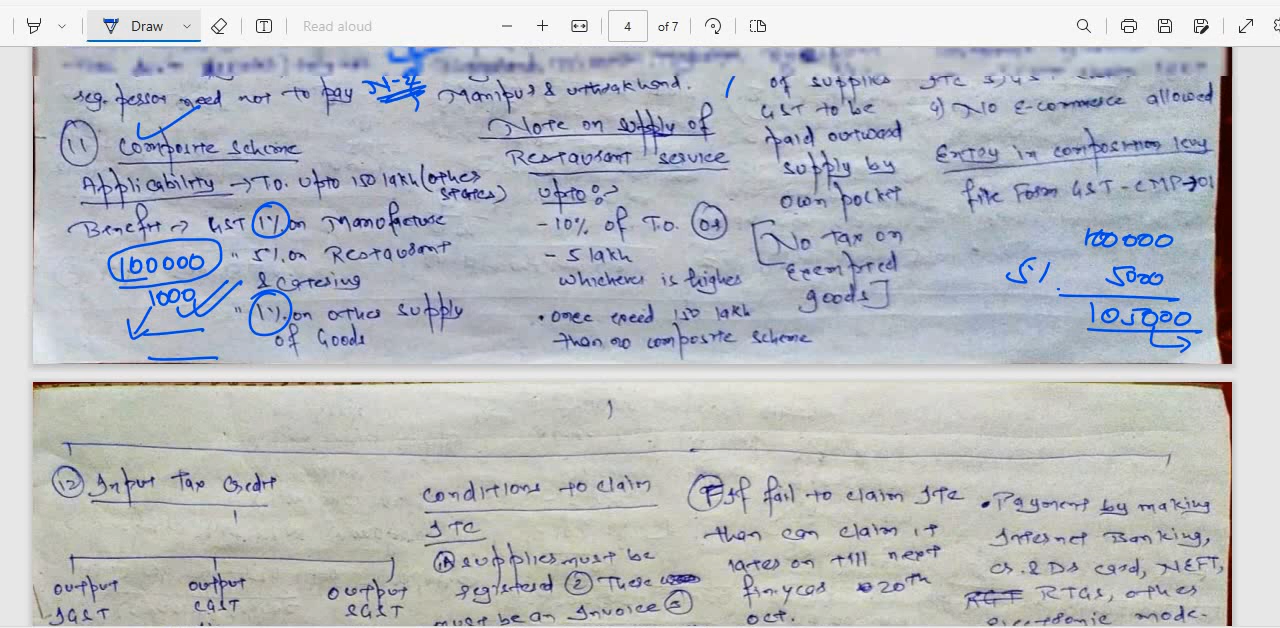 Draw
Read aloud
4
of 7
reg. person need not to pay
N-E
Manipur & Uttrakhand.
of supplies
GST to be
paid outward
supply by
own pocket
[No tax on
Exempted
goods]
ITC
4) No E-commerce allowed
Entry in composition levy
file Form GST-CMP-01
100000
5%. 5000
105000
(11) Composite Scheme
Applicability → T.O. upto 150 lakh (other
states)
Benefit → GST 1% on Manufacture
" 5% on Restaurant
& catering
" 1% on other supply
of Goods
100000
1000
Note on supply of
Restaurant service
Upto :-
- 10% of T.O. (or)
- 5 lakh
whichever is higher
• once exceed 150 lakh
than no composite scheme
(12) Input Tax Credit
output
IGST
output
CGST
output
SGST
conditions to claim
ITC
(1) supplies must be
registered (2) There
must be an Invoice (3)
If fail to claim ITC
than can claim it
later on till next
fin. year 20th
oct.
• Payment by making
Internet Banking,
cr. & Dr card, NEFT,
RTGS, other
electronic mode.